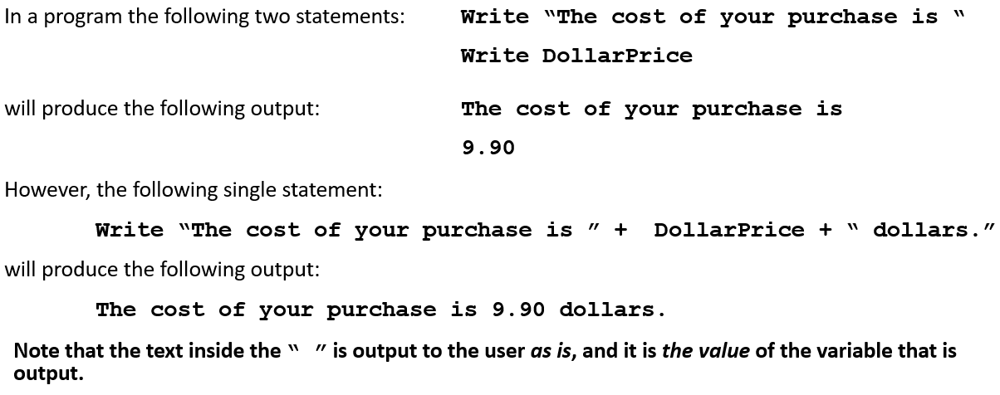 In a program the following two statements: Write “The cost of your purchase is “
Write DollarPrice
will produce the following output: The cost of your purchase is
9.90
However, the following single statement:
Write “The cost of your purchase is ” + DollarPrice + “ dollars.”
will produce the following output:
The cost of your purchase is 9.90 dollars.
Note that the text inside the “ ” is output to the user as is, and it is the value of the variable that is
output.